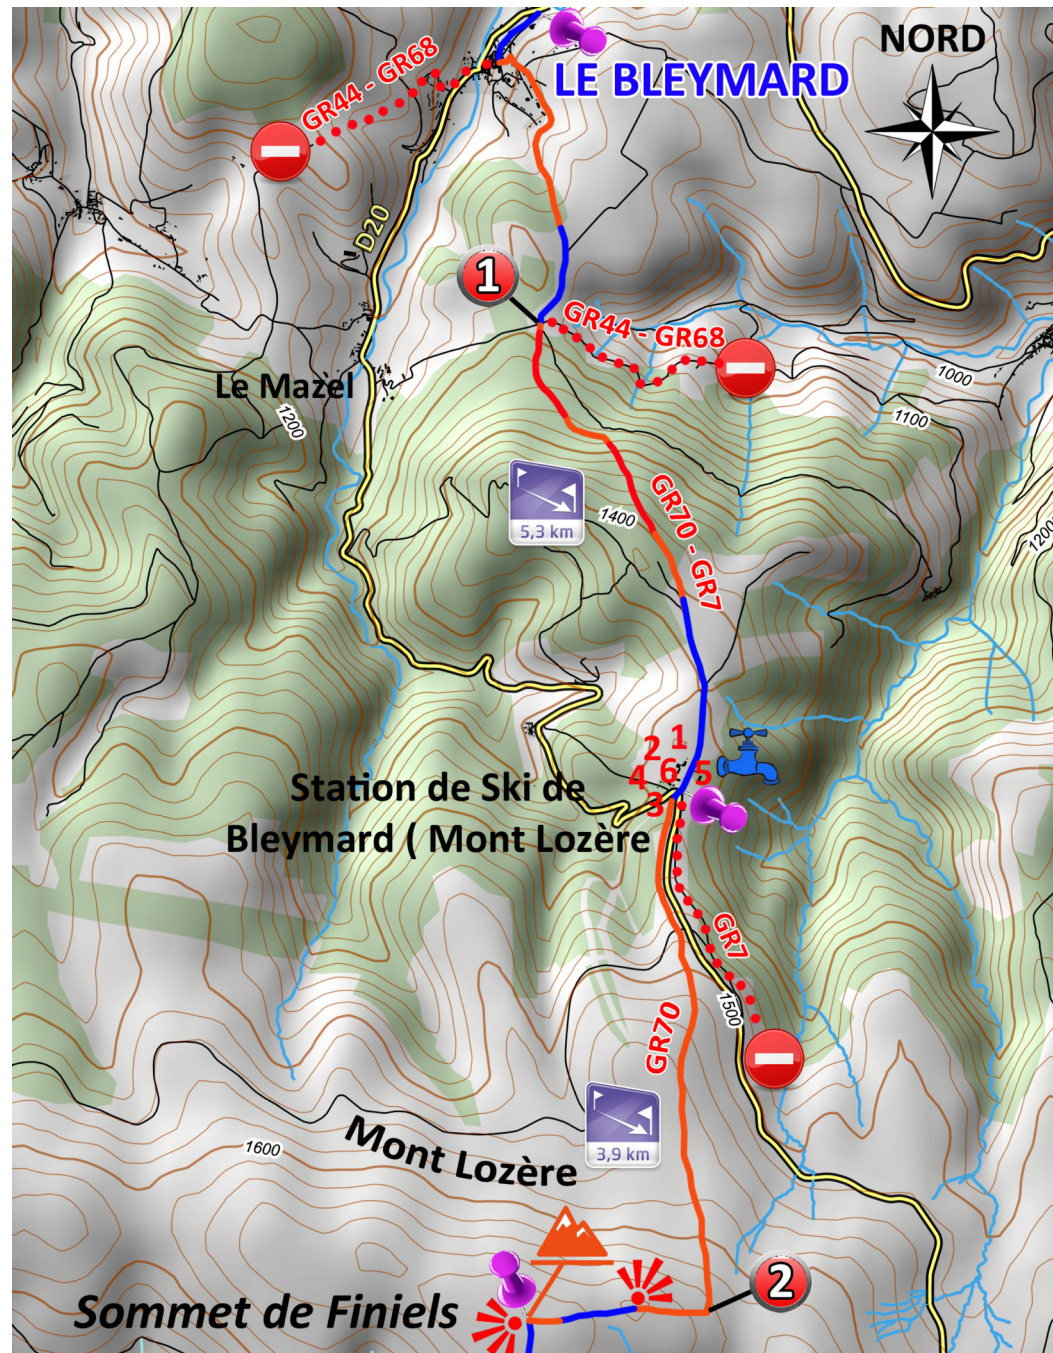 NORD
GR44 - GR68
LE BLEYMARD
D20
1
GR44 - GR68
Le Mazel
1000
1200
1100
GR70 - GR7
5,3 km
1400
1200
1
2
6
5
4
3
Station de Ski de
Bleymard ( Mont Lozère
GR7
1500
GR70
Mont Lozère
3,9 km
1600
2
Sommet de Finiels